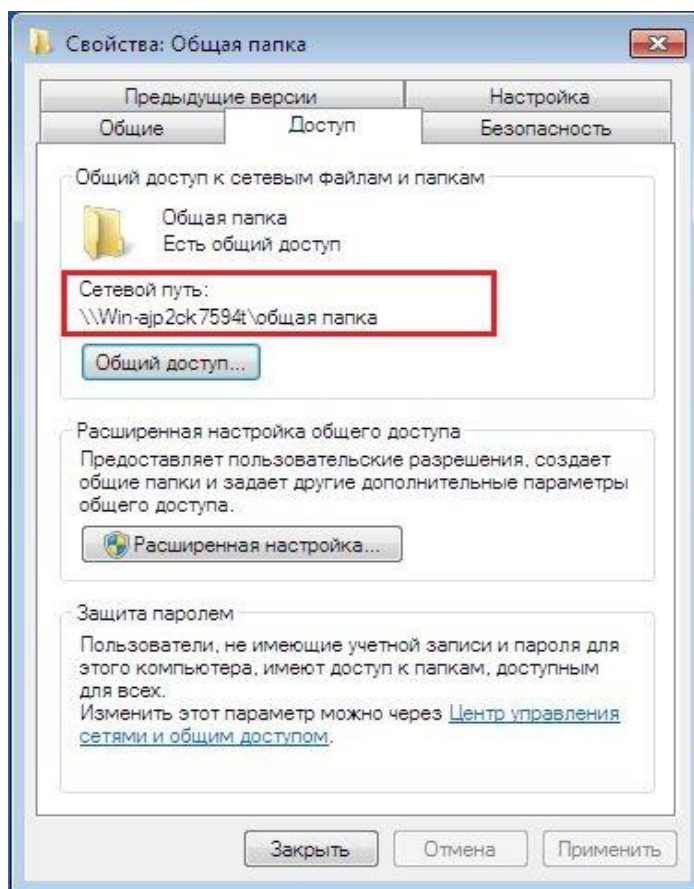 Свойства: Общая папка
Предыдущие версии
Настройка
Общие
Доступ
Безопасность
Общий доступ к сетевым файлам и папкам
Общая папка
Есть общий доступ
Сетевой путь:
\\Win-ajp2ck7594t\общая папка
Общий доступ...
Расширенная настройка общего доступа
Предоставляет пользовательские разрешения, создает
общие папки и задает другие дополнительные параметры
общего доступа.
Расширенная настройка...
Защита паролем
Пользователи, не имеющие учетной записи и пароля для
этого компьютера, имеют доступ к папкам, доступным
для всех.
Изменить этот параметр можно через Центр управления
сетями и общим доступом.
Закрыть
Отмена
Применить